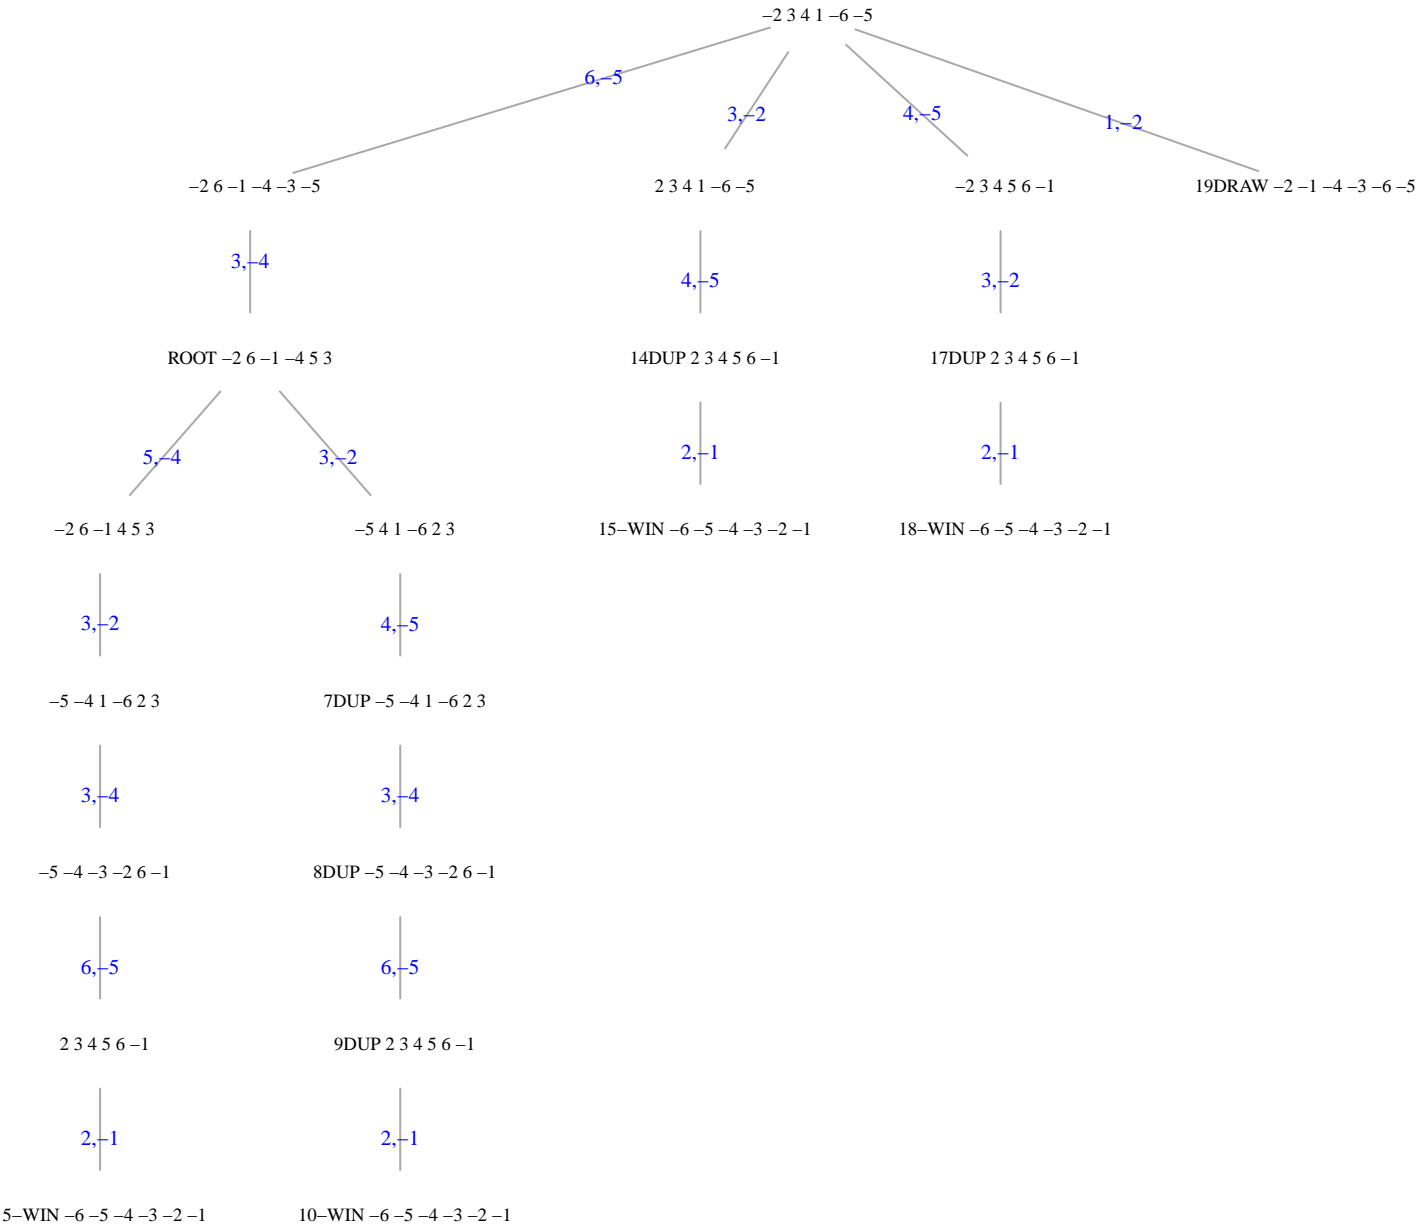 –2 3 4 1 –6 –5
6,–5
3,–2
4,–5
1,–2
–2 6 –1 –4 –3 –5
2 3 4 1 –6 –5
–2 3 4 5 6 –1
19DRAW –2 –1 –4 –3 –6 –5
3,–4
4,–5
3,–2
ROOT –2 6 –1 –4 5 3
14DUP 2 3 4 5 6 –1
17DUP 2 3 4 5 6 –1
5,–4
3,–2
2,–1
2,–1
–2 6 –1 4 5 3
–5 4 1 –6 2 3
15–WIN –6 –5 –4 –3 –2 –1
18–WIN –6 –5 –4 –3 –2 –1
3,–2
4,–5
–5 –4 1 –6 2 3
7DUP –5 –4 1 –6 2 3
3,–4
3,–4
–5 –4 –3 –2 6 –1
8DUP –5 –4 –3 –2 6 –1
6,–5
6,–5
2 3 4 5 6 –1
9DUP 2 3 4 5 6 –1
2,–1
2,–1
5–WIN –6 –5 –4 –3 –2 –1
10–WIN –6 –5 –4 –3 –2 –1